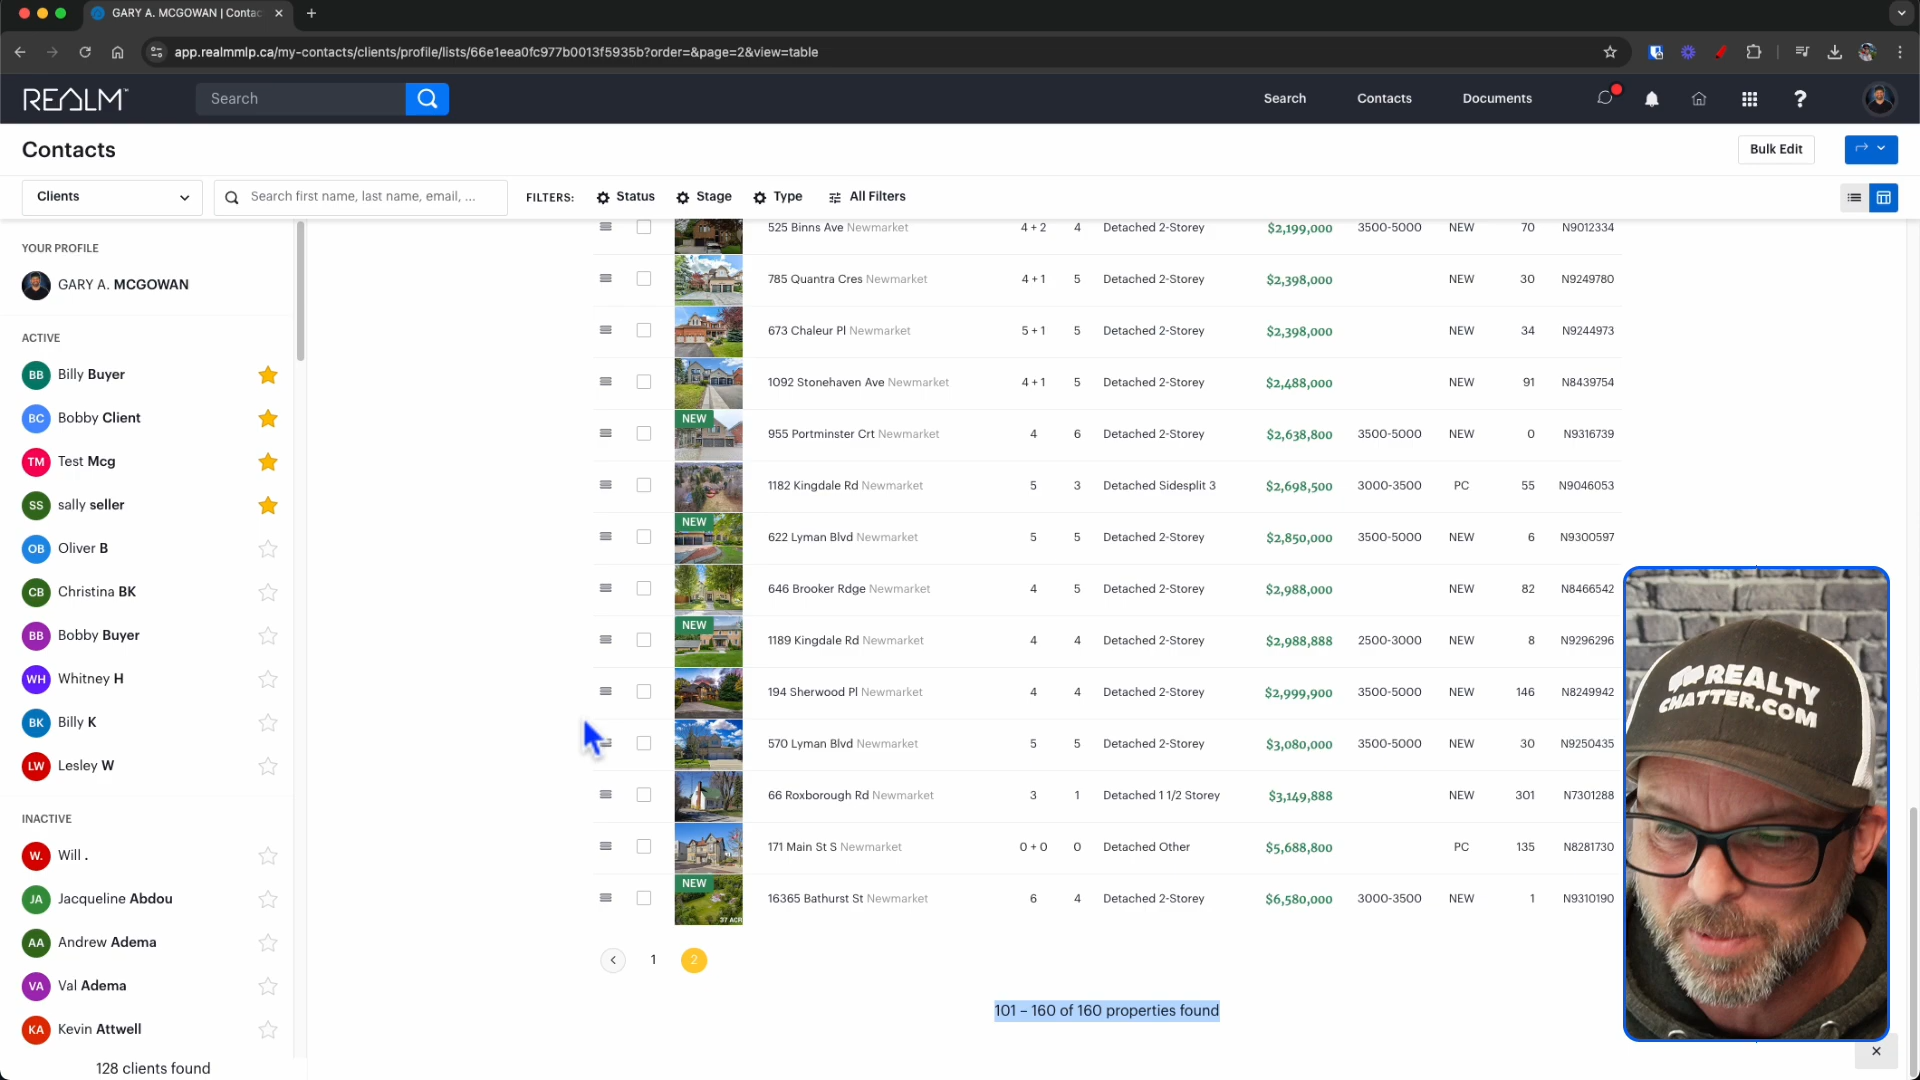 GARY A. MCGOWAN | Contac
app.realmmlp.ca/my-contacts/clients/profile/lists/66e1eea0fc977b0013f5935b?order=&page=2&view=table
REALM™
Search
Search
Contacts
Documents
?
Contacts
Bulk Edit
Clients
Search first name, last name, email, ...
FILTERS:
Status
Stage
Type
All Filters
YOUR PROFILE
GARY A. MCGOWAN
ACTIVE
BB Billy Buyer
BC Bobby Client
TM Test Mcg
SS sally seller
OB Oliver B
CB Christina BK
BB Bobby Buyer
WH Whitney H
BK Billy K
LW Lesley W
INACTIVE
W. Will .
JA Jacqueline Abdou
AA Andrew Adema
VA Val Adema
KA Kevin Attwell
128 clients found
525 Binns Ave Newmarket 4 + 2 4 Detached 2-Storey $2,199,000 3500-5000 NEW 70 N9012334
785 Quantra Cres Newmarket 4 + 1 5 Detached 2-Storey $2,398,000 NEW 30 N9249780
673 Chaleur Pl Newmarket 5 + 1 5 Detached 2-Storey $2,398,000 NEW 34 N9244973
1092 Stonehaven Ave Newmarket 4 + 1 5 Detached 2-Storey $2,488,000 NEW 91 N8439754
NEW 955 Portminster Crt Newmarket 4 6 Detached 2-Storey $2,638,800 3500-5000 NEW 0 N9316739
1182 Kingdale Rd Newmarket 5 3 Detached Sidesplit 3 $2,698,500 3000-3500 PC 55 N9046053
NEW 622 Lyman Blvd Newmarket 5 5 Detached 2-Storey $2,850,000 3500-5000 NEW 6 N9300597
646 Brooker Rdge Newmarket 4 5 Detached 2-Storey $2,988,000 NEW 82 N8466542
NEW 1189 Kingdale Rd Newmarket 4 4 Detached 2-Storey $2,988,888 2500-3000 NEW 8 N9296296
194 Sherwood Pl Newmarket 4 4 Detached 2-Storey $2,999,900 3500-5000 NEW 146 N8249942
570 Lyman Blvd Newmarket 5 5 Detached 2-Storey $3,080,000 3500-5000 NEW 30 N9250435
66 Roxborough Rd Newmarket 3 1 Detached 1 1/2 Storey $3,149,888 NEW 301 N7301288
171 Main St S Newmarket 0 + 0 0 Detached Other $5,688,800 PC 135 N8281730
NEW 37 ACR 16365 Bathurst St Newmarket 6 4 Detached 2-Storey $6,580,000 3000-3500 NEW 1 N9310190
1 2
101 – 160 of 160 properties found
REALTY
CHATTER.COM